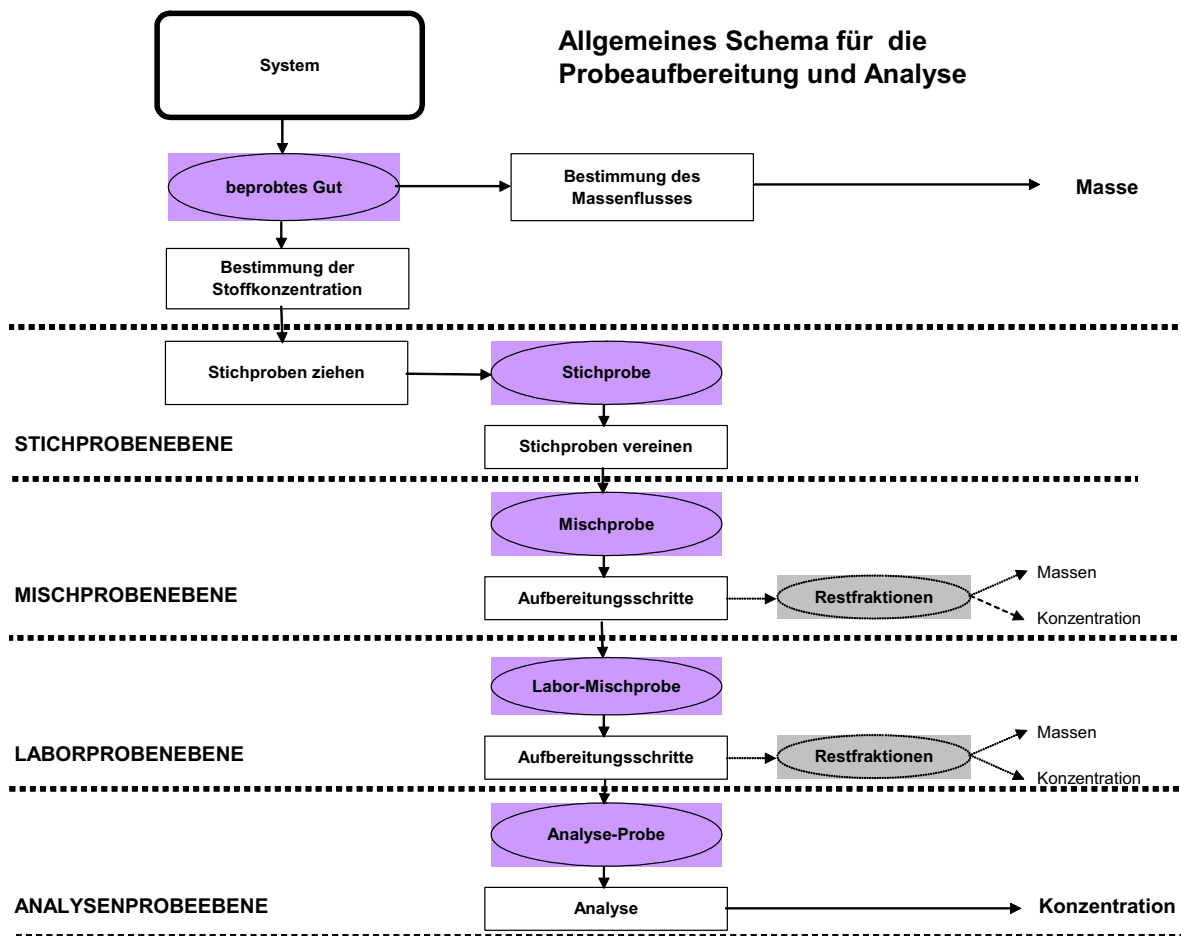 Allgemeines Schema für die
Probeaufbereitung und Analyse
System
beprobtes Gut
Bestimmung des
Massenflusses
Masse
Bestimmung der
Stoffkonzentration
Stichproben ziehen
Stichprobe
STICHPROBENEBENE
Stichproben vereinen
Mischprobe
MISCHPROBENEBENE
Aufbereitungsschritte
Restfraktionen
Massen
Konzentration
Labor-Mischprobe
LABORPROBENEBENE
Aufbereitungsschritte
Restfraktionen
Massen
Konzentration
Analyse-Probe
ANALYSENPROBEEBENE
Analyse
Konzentration